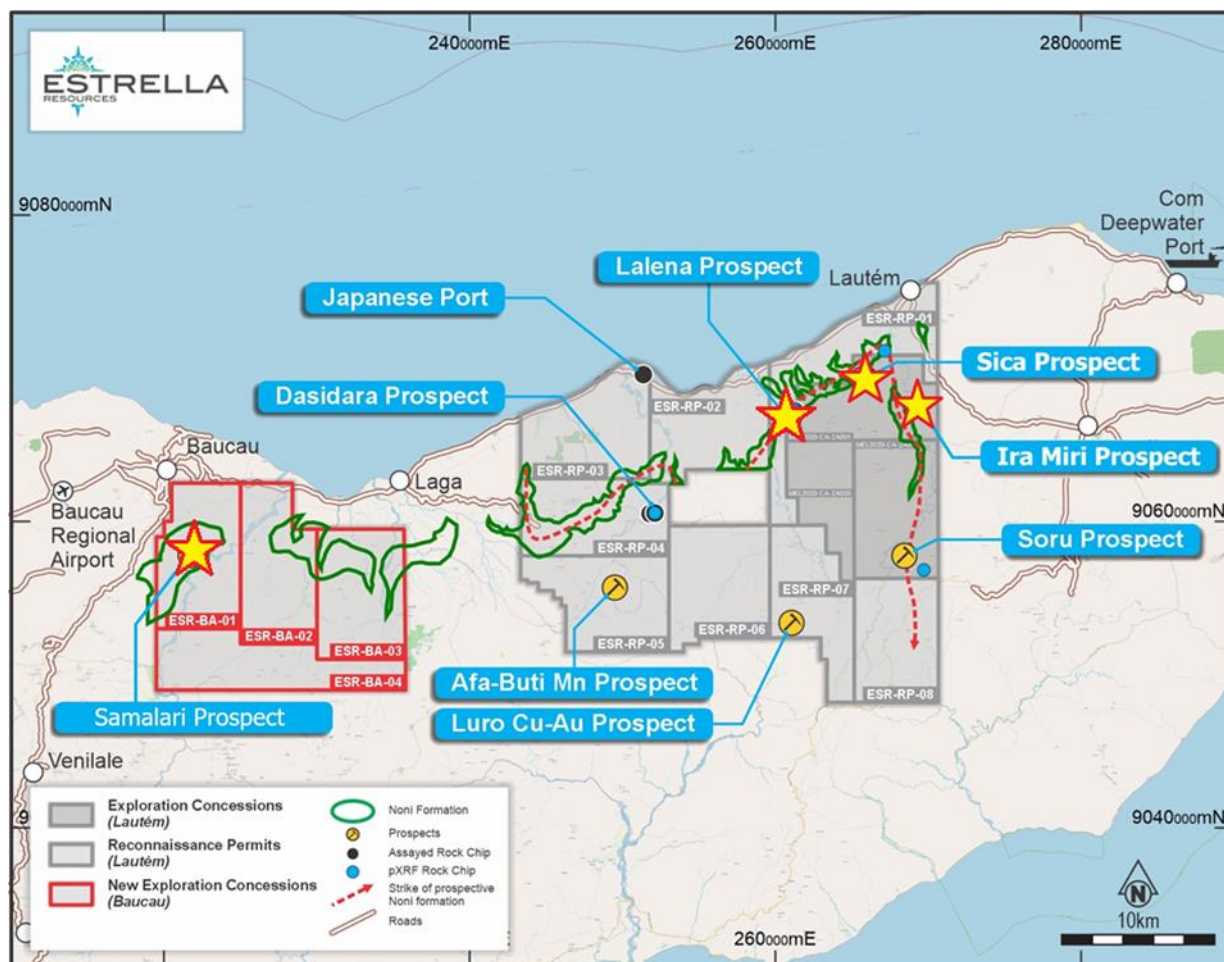 240000mE
260000mE
280000mE
ESTRELLA
RESOURCES
9080000mN
Com
Deepwater
Port
Lalena Prospect
Lautém
Japanese Port
ESR-RP-01
Sica Prospect
Dasidara Prospect
ESR-RP-02
Baucau
ESR-RP-03
Ira Miri Prospect
Laga
Baucau
Regional
Airport
9060000mN
ESR-RP-04
Soru Prospect
ESR-RP-07
ESR-BA-01
ESR-BA-02
ESR-RP-06
ESR-RP-05
ESR-BA-03
ESR-BA-04
Afa-Buti Mn Prospect
ESR-RP-08
Samalari Prospect
Luro Cu-Au Prospect
Venilale
Exploration Concessions
(Lautém)
Reconnaissance Permits
(Lautém)
New Exploration Concessions
(Baucau)
Noni Formation
Prospects
Assayed Rock Chip
pXRF Rock Chip
Strike of prospective
Noni formation
Roads
9040000mN
N
10km
260000mE